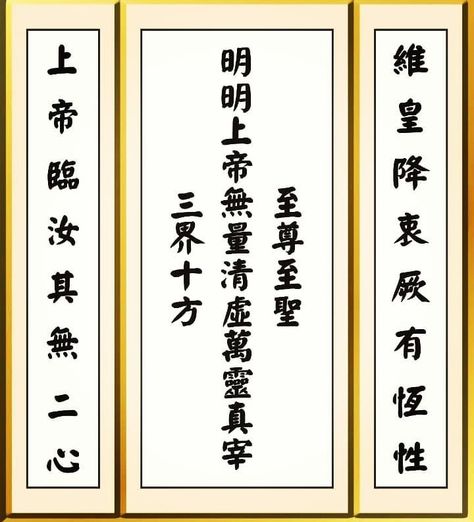 維皇降衷厥有恆性
至尊至聖
明明上帝無量清虛萬靈真宰
三界十方
上帝臨汝其無二心